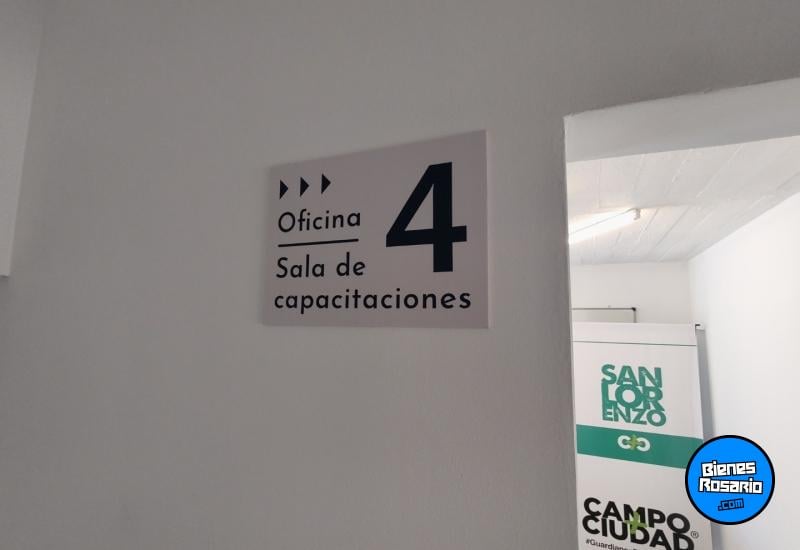 Oficina
4
Sala de
capacitaciones
SAN
LOR
ENZO
CAMPO
CIUDAD®
Bienes
Rosario
.com